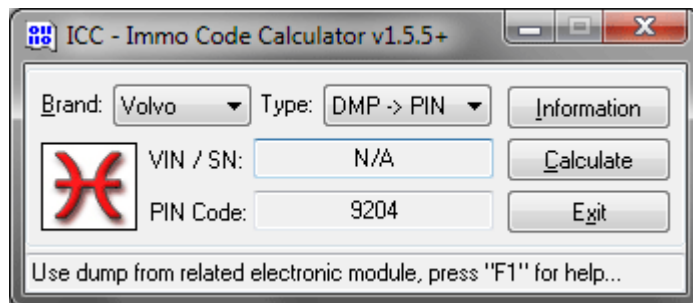 ICC - Immo Code Calculator v1.5.5+
Brand: Volvo Type: DMP -> PIN Information
VIN / SN: N/A Calculate
PIN Code: 9204 Exit
Use dump from related electronic module, press "F1" for help...